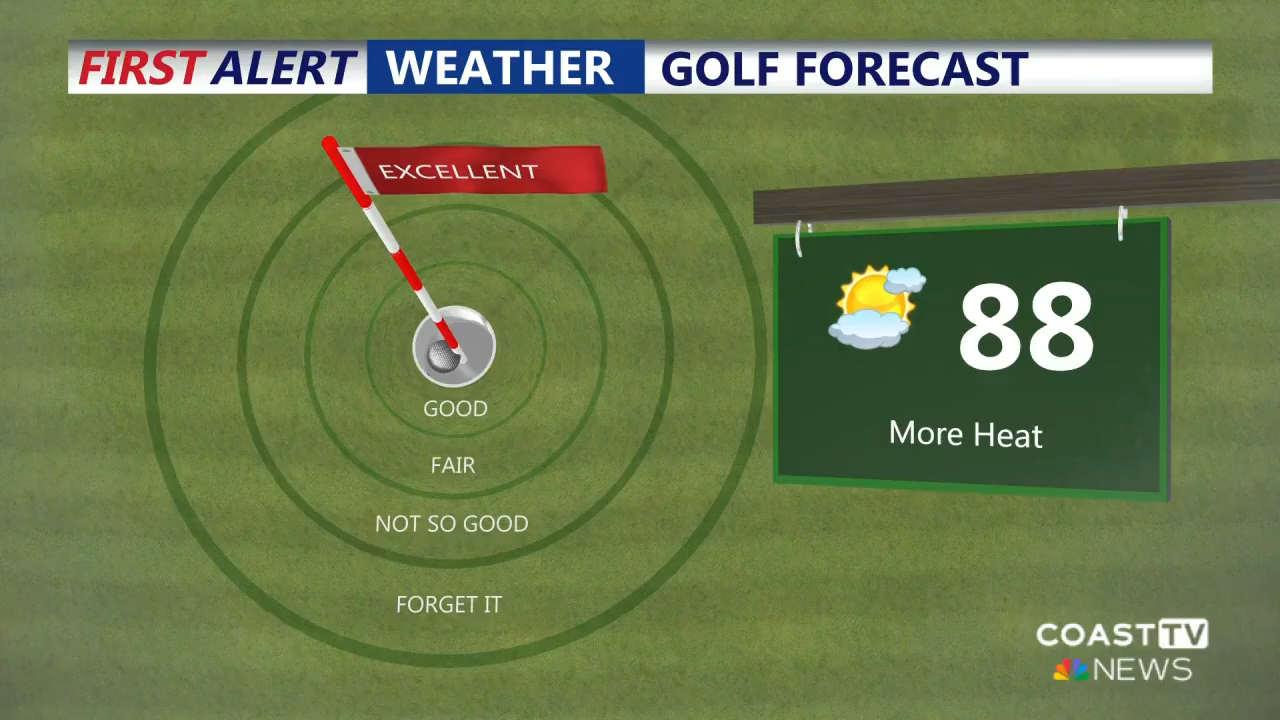 FIRST ALERT WEATHER GOLF FORECAST
EXCELLENT
GOOD
FAIR
NOT SO GOOD
FORGET IT
88
More Heat
COAST TV
NEWS